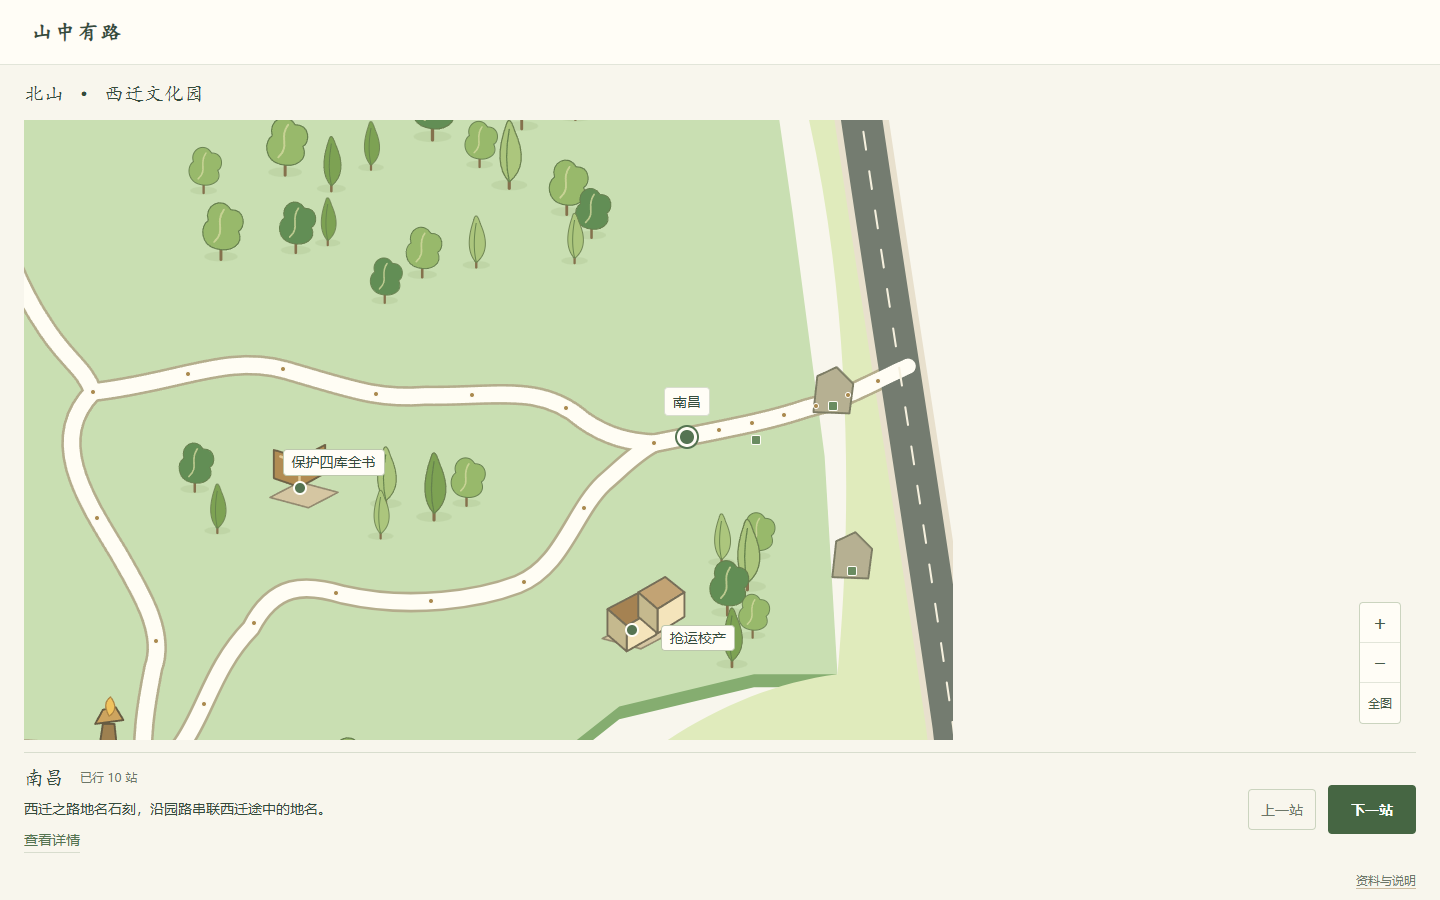 山中有路
北山 • 西迁文化园
南昌
保护四库全书
抢运校产
+
−
全图
南昌 已行 10 站
西迁之路地名石刻，沿园路串联西迁途中的地名。
查看详情
上一站
下一站
资料与说明